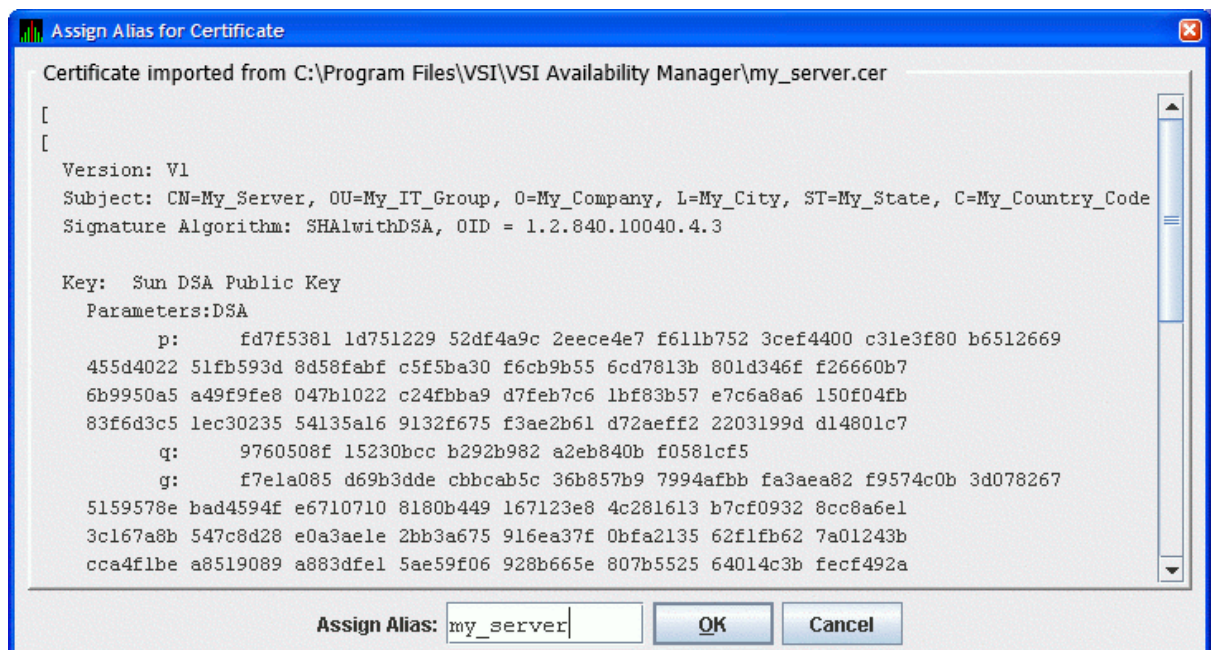 Assign Alias for Certificate
Certificate imported from C:\Program Files\VSI\VSI Availability Manager\my_server.cer
[
[
Version: V1
Subject: CN=My_Server, OU=My_IT_Group, O=My_Company, L=My_City, ST=My_State, C=My_Country_Code
Signature Algorithm: SHA1withDSA, OID = 1.2.840.10040.4.3
Key: Sun DSA Public Key
Parameters:DSA
p: fd7f5381 1d751229 52df4a9c 2eece4e7 f611b752 3cef4400 c31e3f80 b6512669
455d4022 51fb593d 8d58fabf c5f5ba30 f6cb9b55 6cd7813b 801d346f f26660b7
6b9950a5 a49f9fe8 047b1022 c24fbba9 d7feb7c6 1bf83b57 e7c6a8a6 150f04fb
83f6d3c5 1ec30235 54135a16 9132f675 f3ae2b61 d72aeff2 2203199d d14801c7
q: 9760508f 15230bcc b292b982 a2eb840b f0581cf5
g: f7e1a085 d69b3dde cbbcab5c 36b857b9 7994afbb fa3aea82 f9574c0b 3d078267
5159578e bad4594f e6710710 8180b449 167123e8 4c281613 b7cf0932 8cc8a6e1
3c167a8b 547c8d28 e0a3ae1e 2bb3a675 916ea37f 0bfa2135 62f1fb62 7a01243b
cca4f1be a8519089 a883dfe1 5ae59f06 928b665e 807b5525 64014c3b fecf492a
Assign Alias: my_server OK Cancel